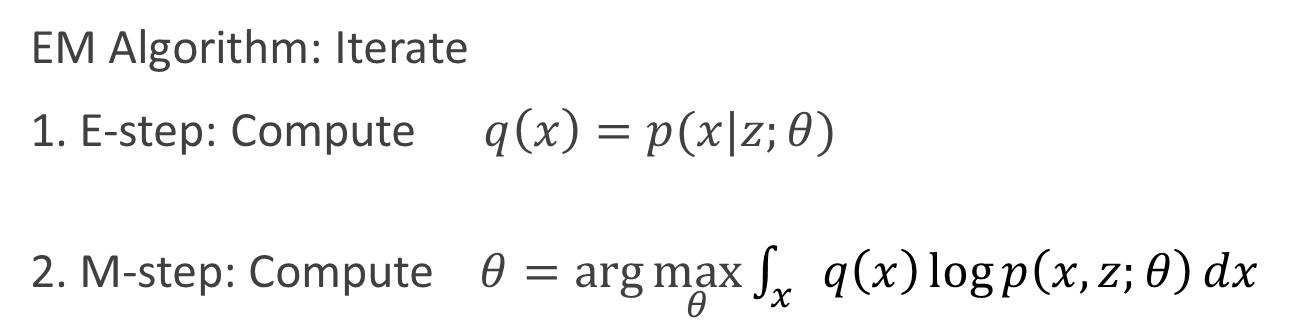 EM Algorithm: Iterate
1. E-step: Compute q(x) = p(x|z; θ)
2. M-step: Compute θ = arg max_θ ∫_x q(x) log p(x, z; θ) dx